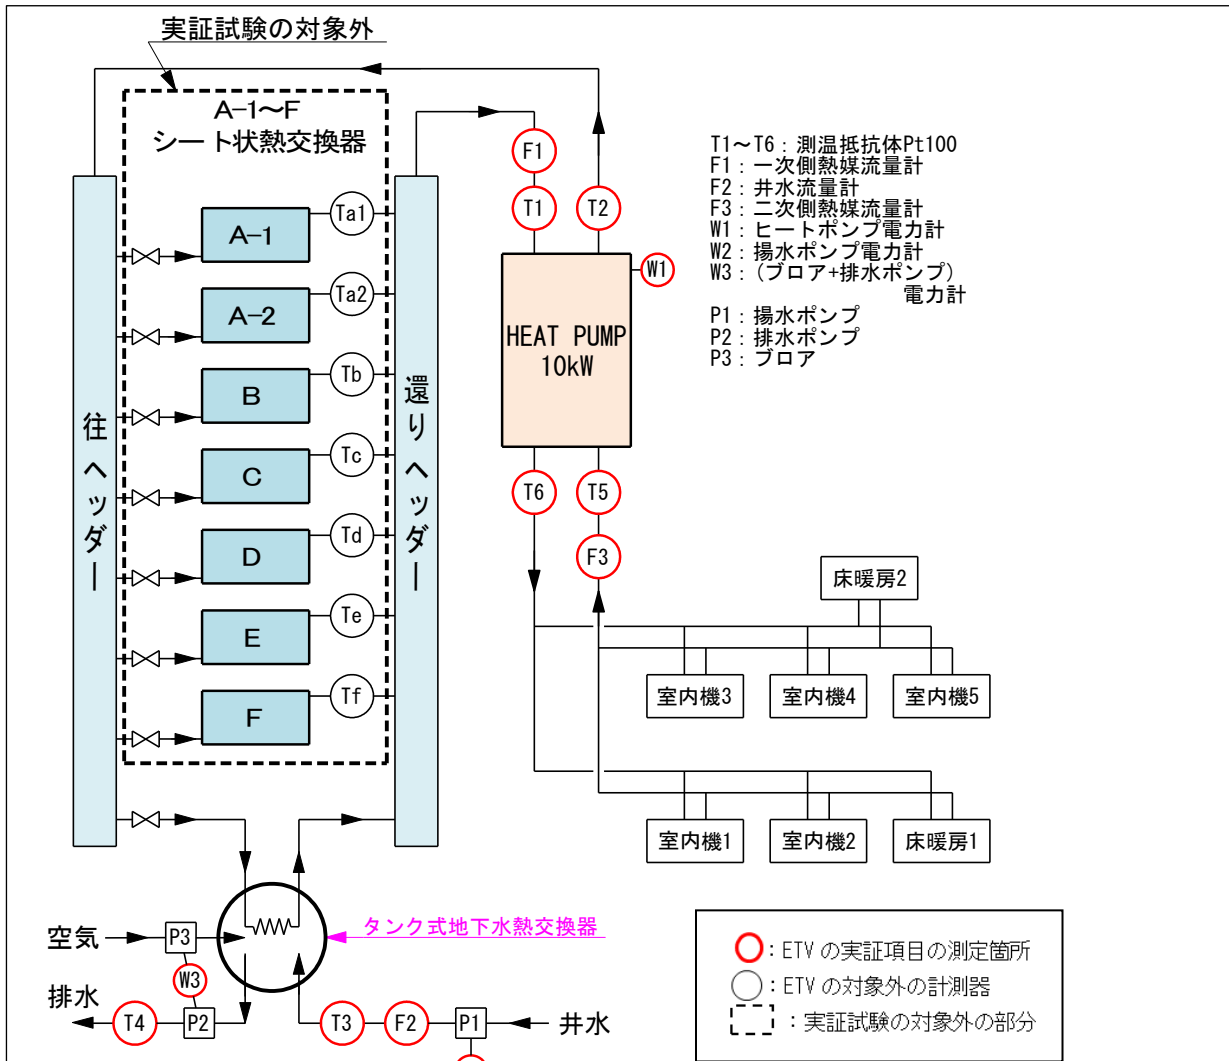 実証試験の対象外
A-1〜F
シート状熱交換器
F1
T1
T2
T1〜T6：測温抵抗体Pt100
F1：一次側熱媒流量計
F2：井水流量計
F3：二次側熱媒流量計
W1：ヒートポンプ電力計
W2：揚水ポンプ電力計
W3：(ブロア+排水ポンプ)
電力計
P1：揚水ポンプ
P2：排水ポンプ
P3：ブロア
往ヘッダー
還りヘッダー
A-1
Ta1
A-2
Ta2
B
Tb
C
Tc
D
Td
E
Te
F
Tf
W1
HEAT PUMP
10kW
T6
T5
F3
床暖房2
室内機3
室内機4
室内機5
室内機1
室内機2
床暖房1
タンク式地下水熱交換器
空気
P3
W3
排水
T4
P2
T3
F2
P1
井水
：ETV の実証項目の測定箇所
：ETV の対象外の計測器
：実証試験の対象外の部分